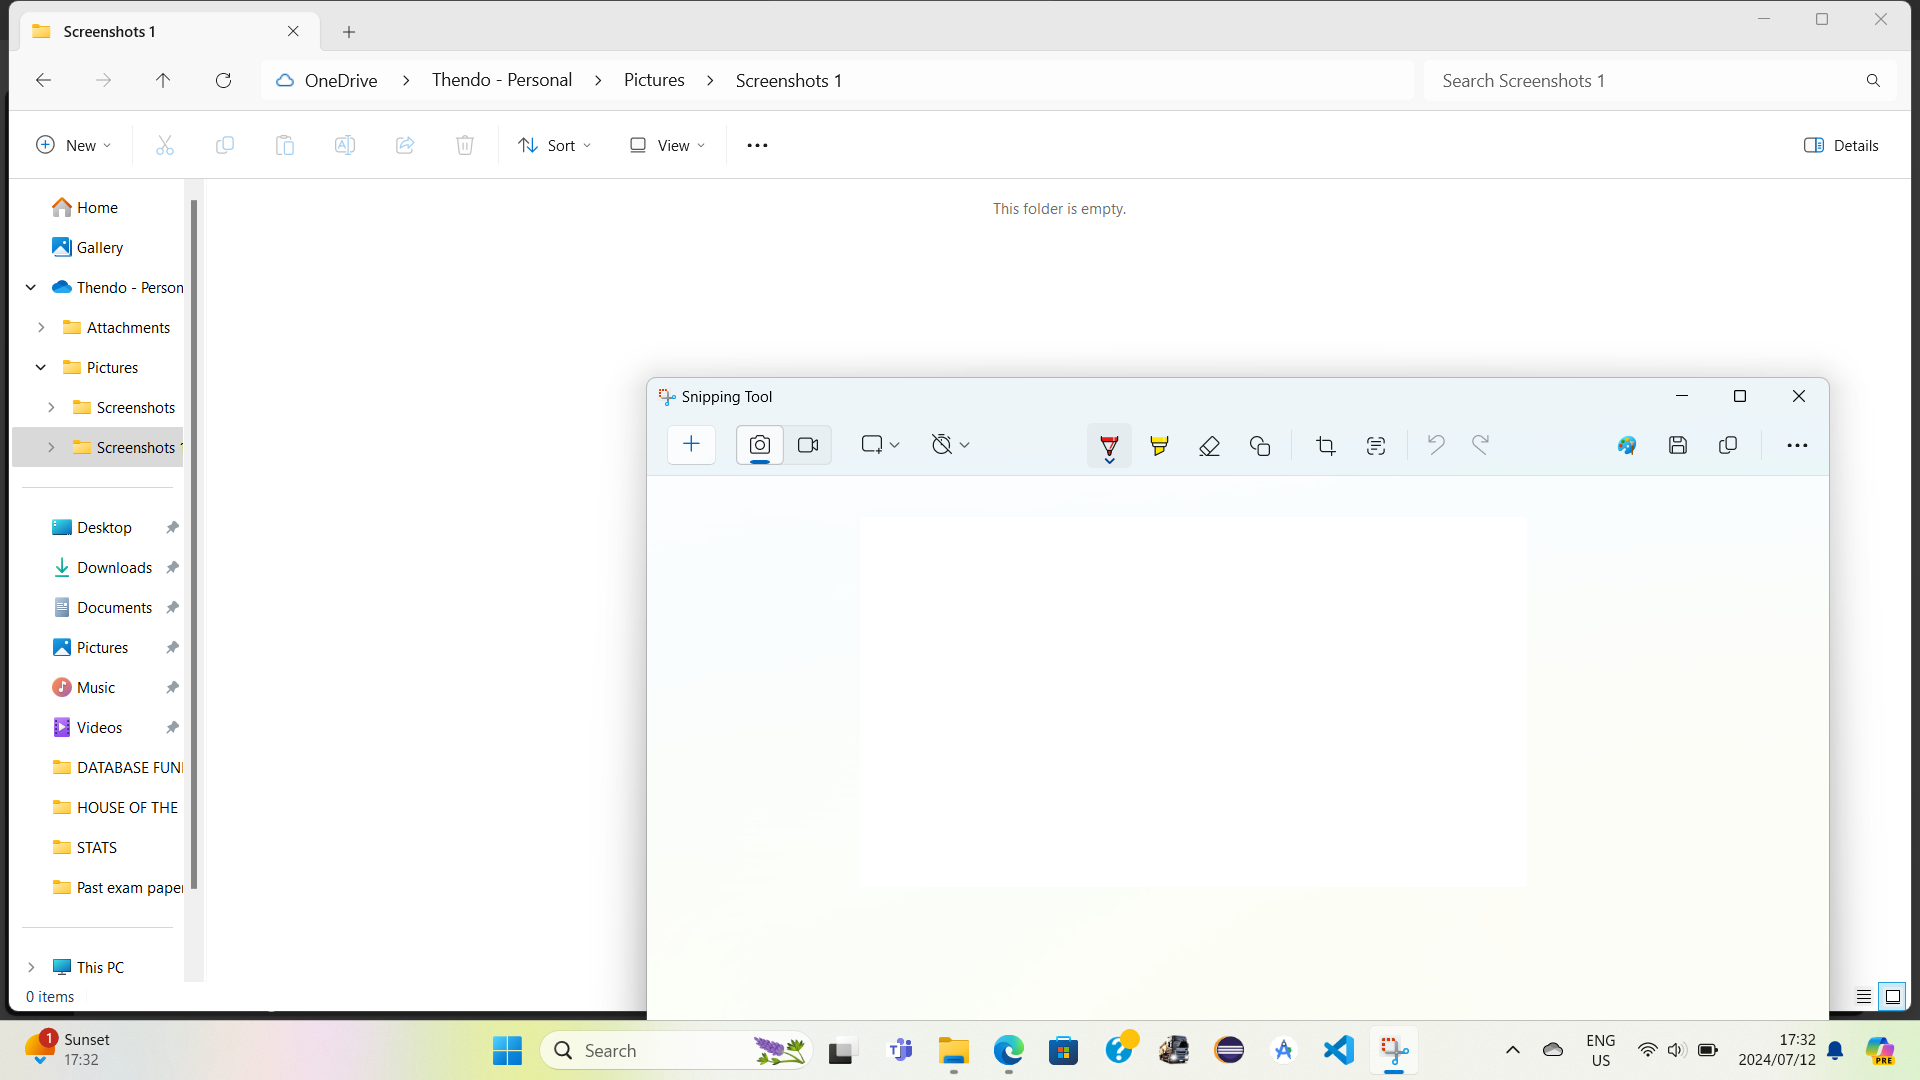 Screenshots 1
OneDrive > Thendo - Personal > Pictures > Screenshots 1
Search Screenshots 1
New
Sort
View
Details
Home
Gallery
Thendo - Person
Attachments
Pictures
Screenshots
Screenshots 1
Desktop
Downloads
Documents
Pictures
Music
Videos
DATABASE FUN
HOUSE OF THE
STATS
Past exam paper
This PC
0 items
This folder is empty.
Snipping Tool
1
Sunset
17:32
Search
ENG
US
17:32
2024/07/12
PRE